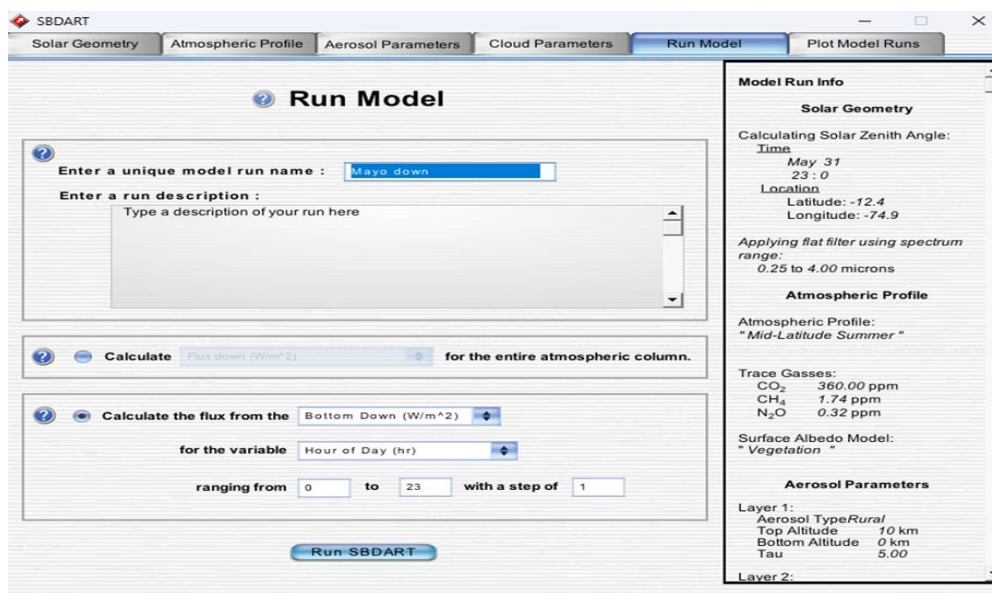 SBDART
Solar Geometry
Atmospheric Profile
Aerosol Parameters
Cloud Parameters
Run Model
Plot Model Runs
Run Model
Enter a unique model run name :
Mayo down
Enter a run description :
Type a description of your run here
Calculate Flux down (W/m^2) for the entire atmospheric column.
Calculate the flux from the Bottom Down (W/m^2)
for the variable Hour of Day (hr)
ranging from 0 to 23 with a step of 1
Run SBDART
Model Run Info
Solar Geometry
Calculating Solar Zenith Angle:
Time
May 31
23 : 0
Location
Latitude: -12.4
Longitude: -74.9
Applying flat filter using spectrum
range:
0.25 to 4.00 microns
Atmospheric Profile
Atmospheric Profile:
" Mid-Latitude Summer "
Trace Gasses:
CO2 360.00 ppm
CH4 1.74 ppm
N2O 0.32 ppm
Surface Albedo Model:
" Vegetation "
Aerosol Parameters
Layer 1:
Aerosol TypeRural
Top Altitude 10 km
Bottom Altitude 0 km
Tau 5.00
Layer 2: